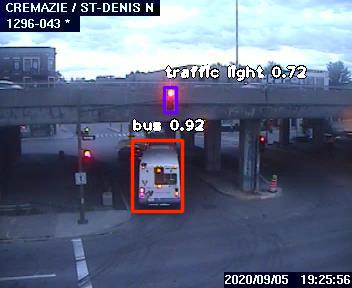 CREMAZIE / ST-DENIS N
1296-043 *
traffic light 0.72
bus 0.92
2020/09/05 19:25:56